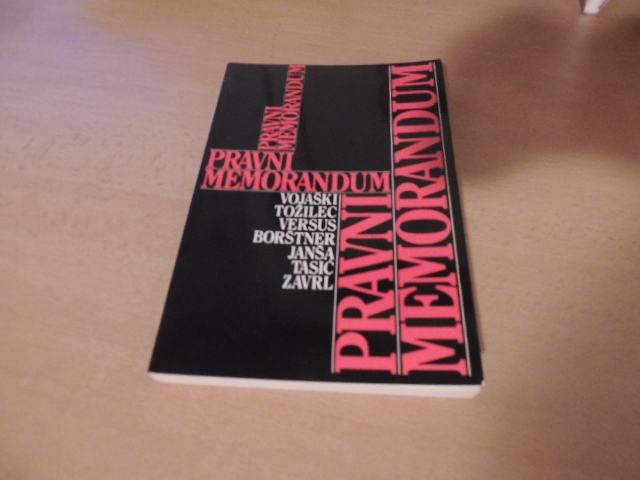 PRAVNI
MEMORANDUM
PRAVNI
MEMORANDUM
VOJAŠKI
TOŽILEC
VERSUS
BORŠTNER
JANŠA
TASIĆ
ZAVRL
PRAVNI
MEMORANDUM